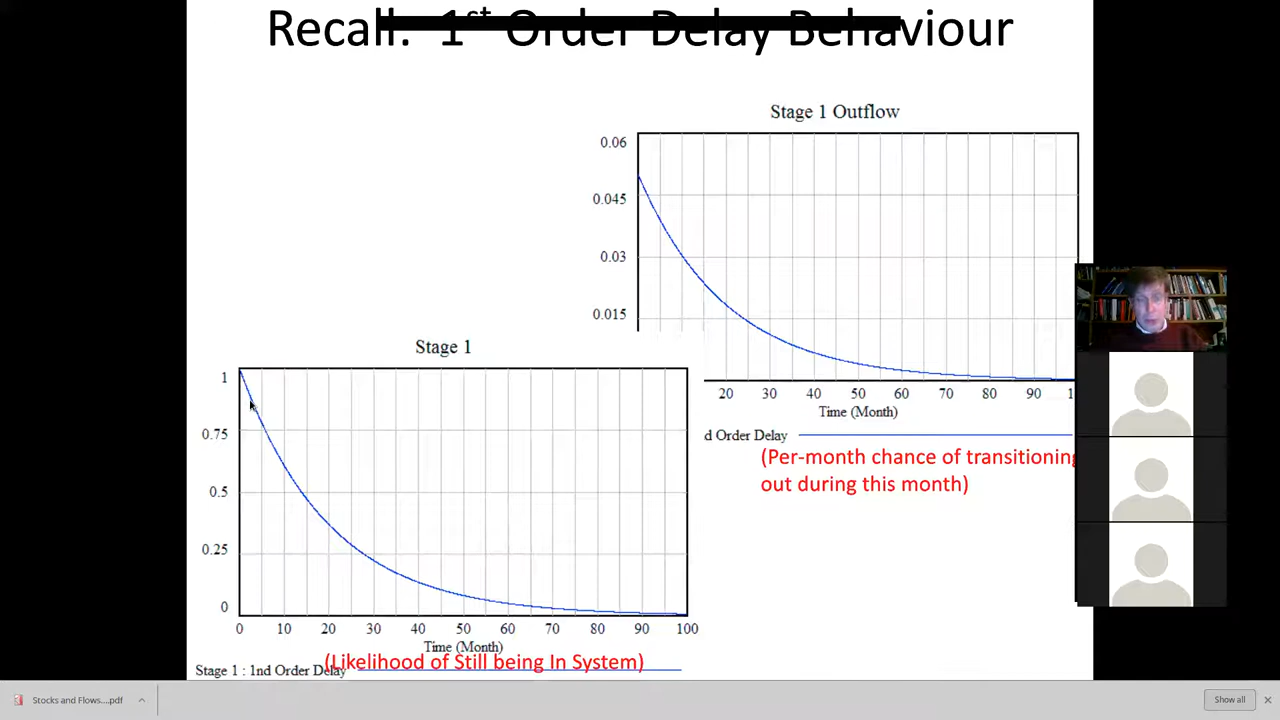 Recall: 1st Order Delay Behaviour
Stage 1 Outflow
0.06
0.045
0.03
0.015
20 30 40 50 60 70 80 90
Time (Month)
d Order Delay
(Per-month chance of transitioning
out during this month)
Stage 1
1
0.75
0.5
0.25
0
0 10 20 30 40 50 60 70 80 90 100
Time (Month)
(Likelihood of Still being In System)
Stage 1 : 1nd Order Delay
Stocks and Flows....pdf
Show all